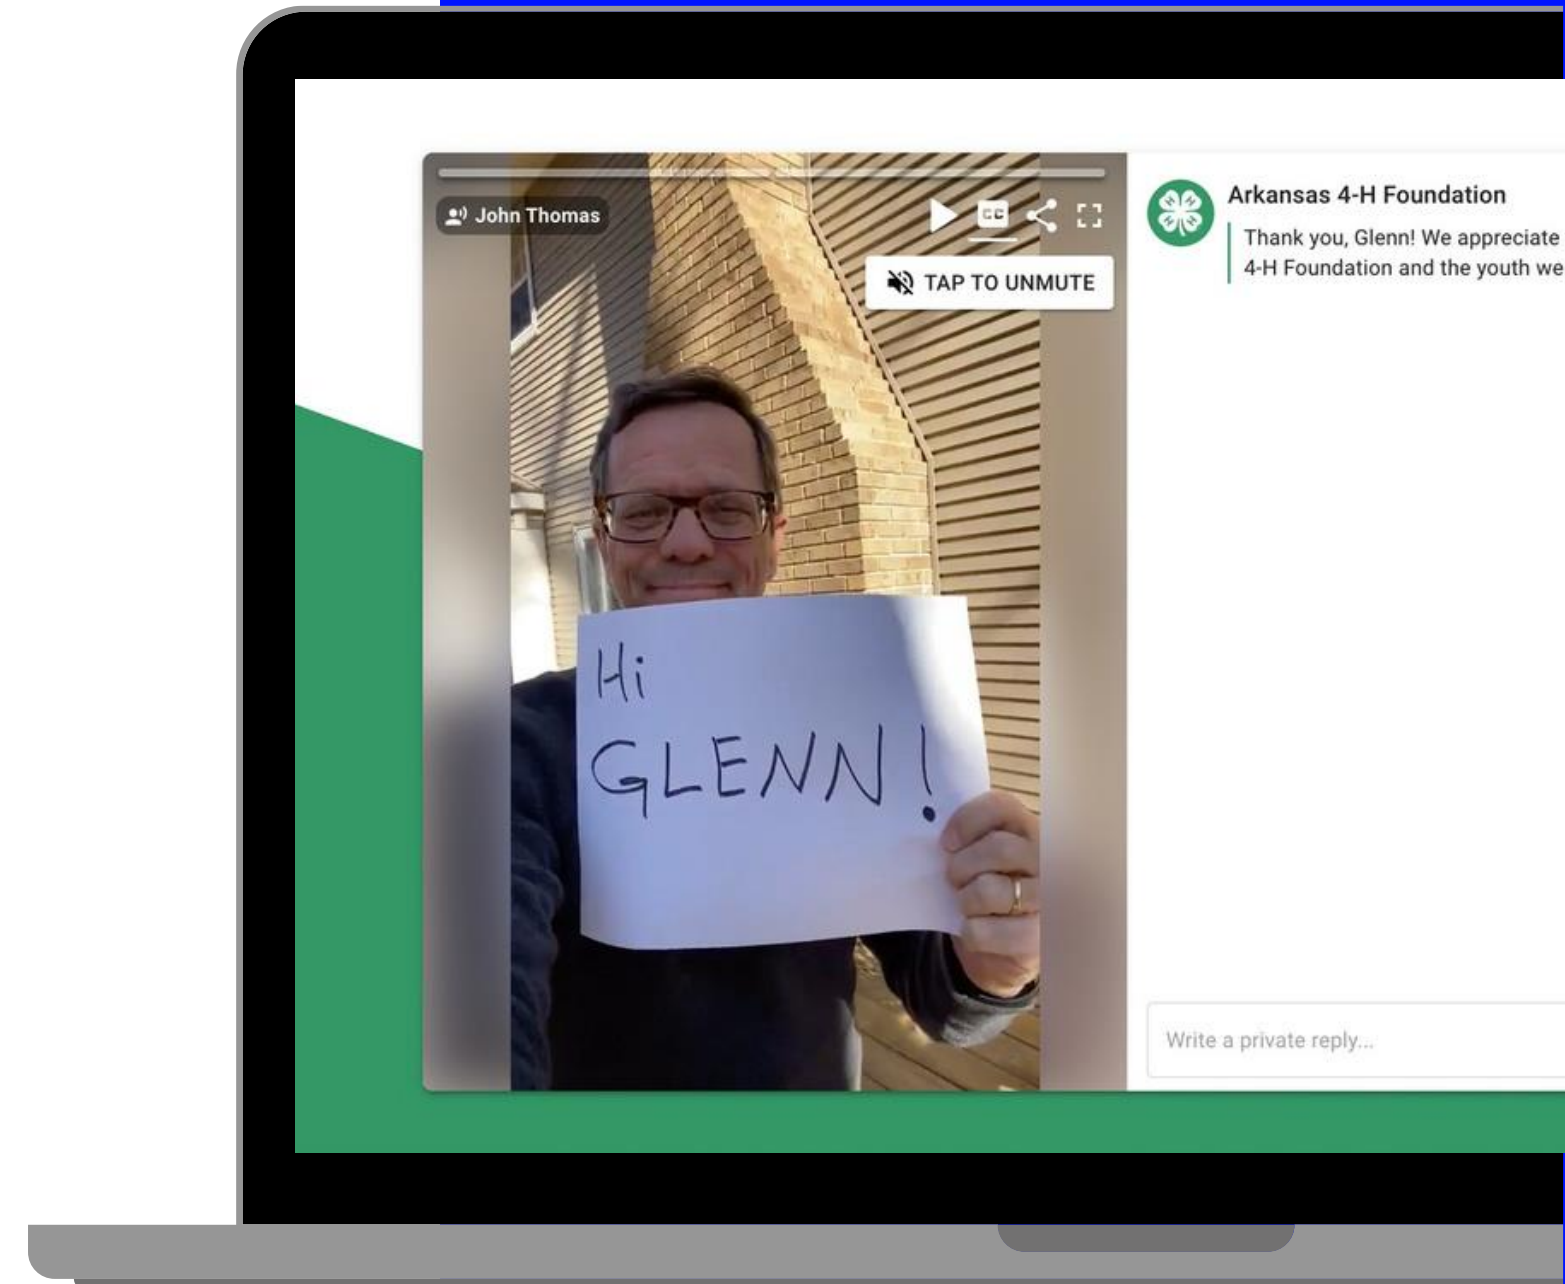 John Thomas
CC
TAP TO UNMUTE
Hi
GLENN!
Arkansas 4-H Foundation
Thank you, Glenn! We appreciate
4-H Foundation and the youth we
Write a private reply...